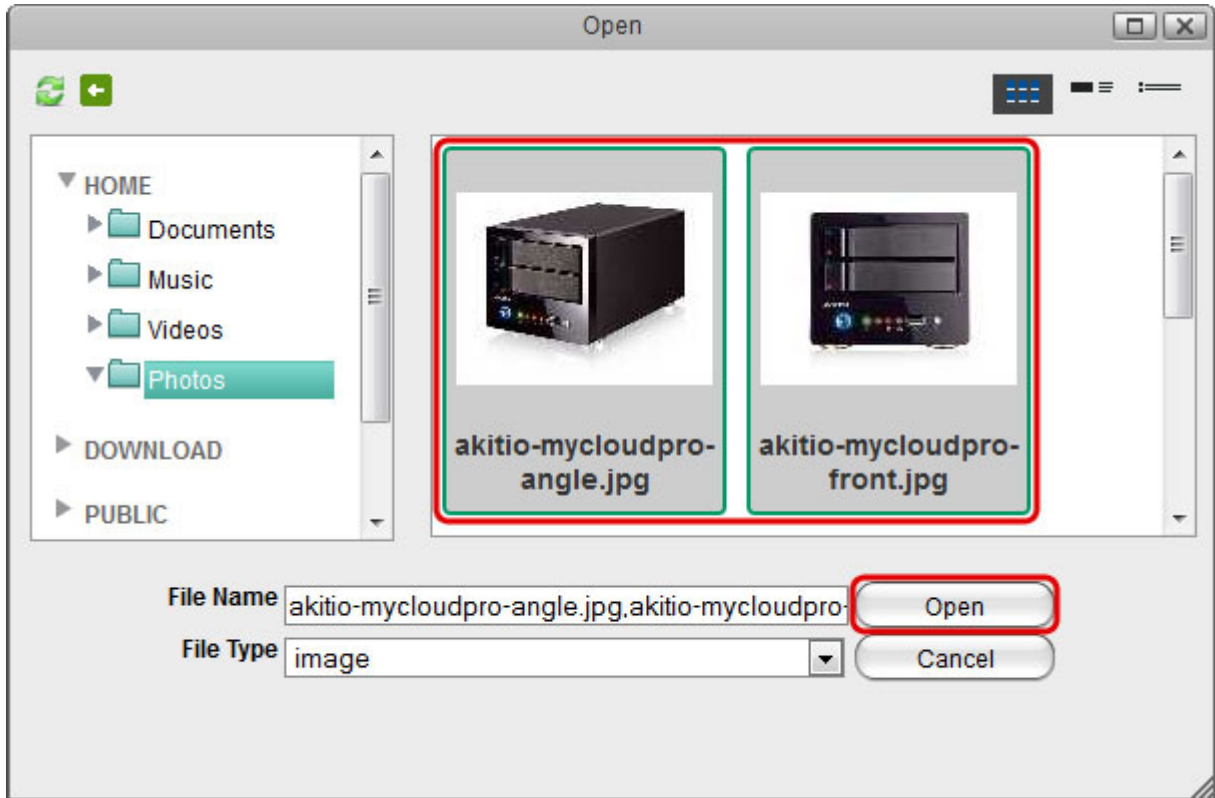 Open
HOME
Documents
Music
Videos
Photos
DOWNLOAD
PUBLIC
akitio-mycloudpro-
angle.jpg
akitio-mycloudpro-
front.jpg
File Name
akitio-mycloudpro-angle.jpg,akitio-mycloudpro-
Open
File Type
image
Cancel